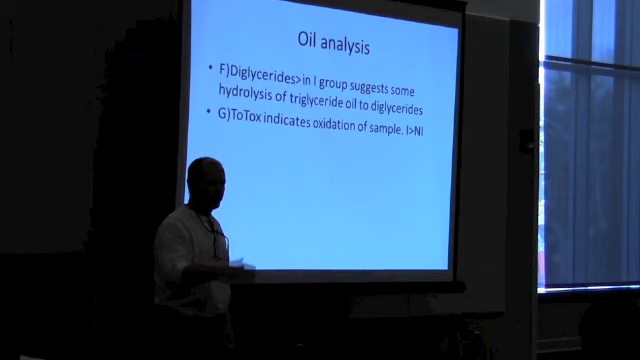 Oil analysis
• F)Diglycerides>in I group suggests some
hydrolysis of triglyceride oil to diglycerides
• G)ToTox indicates oxidation of sample. I>NI